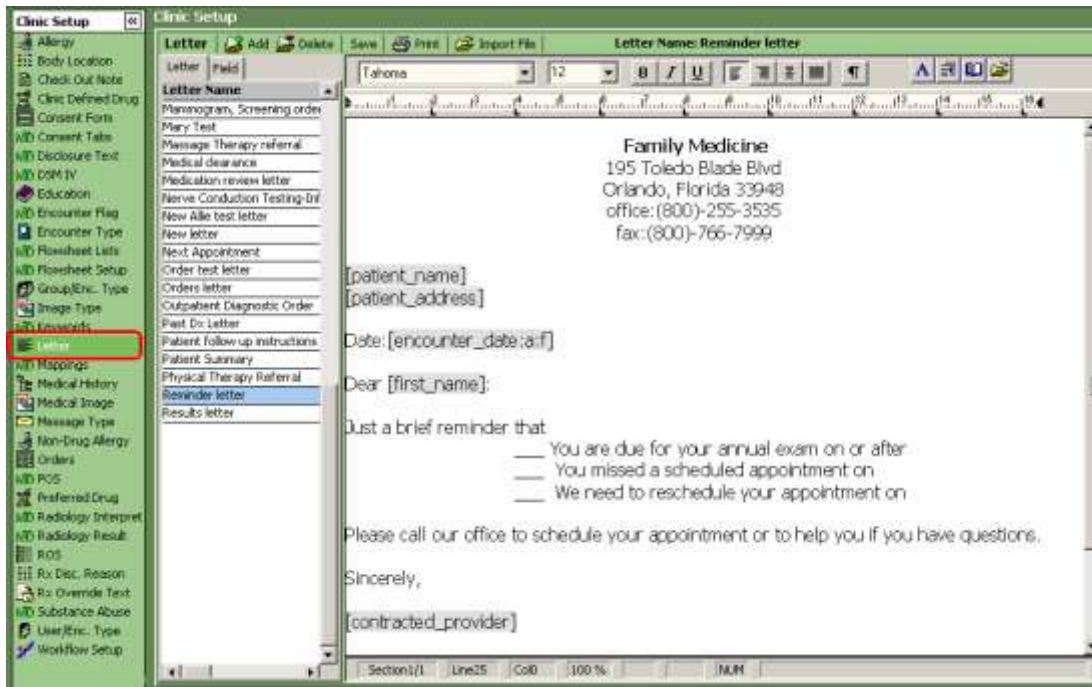 Clinic Setup
«
Allergy
Body Location
Check Out Note
Clinic Defined Drug
Consent Form
Consent Tabs
Disclosure Text
DSM IV
Education
Encounter Flag
Encounter Type
Flowsheet Lists
Flowsheet Setup
Group/Enc. Type
Image Type
Keywords
Letter
Mappings
Medical History
Medical Image
Message Type
Non-Drug Allergy
Orders
POS
Preferred Drug
Radiology Interpret
Radiology Result
ROS
Rx Disc. Reason
Rx Override Text
Substance Abuse
User/Enc. Type
Workflow Setup
Clinic Setup
Letter Add Delete Save Print Import File Letter Name: Reminder letter
Letter Field
Letter Name
Mammogram, Screening order
Mary Test
Massage Therapy referral
Medical clearance
Medication review letter
Nerve Conduction Testing-Inf
New Allie test letter
New letter
Next Appointment
Order test letter
Orders letter
Outpatient Diagnostic Order
Past Dx Letter
Patient follow up instructions
Patient Summary
Physical Therapy Referral
Reminder letter
Results letter
Tahoma 12 B I U ¶ A
Family Medicine
195 Toledo Blade Blvd
Orlando, Florida 33948
office:(800)-255-3535
fax:(800)-766-7999
[patient_name]
[patient_address]
Date:[encounter_date:a:f]
Dear [first_name]:
Just a brief reminder that
___ You are due for your annual exam on or after
___ You missed a scheduled appointment on
___ We need to reschedule your appointment on
Please call our office to schedule your appointment or to help you if you have questions.
Sincerely,
[contracted_provider]
Section1/1 Line25 Col0 100 % NUM